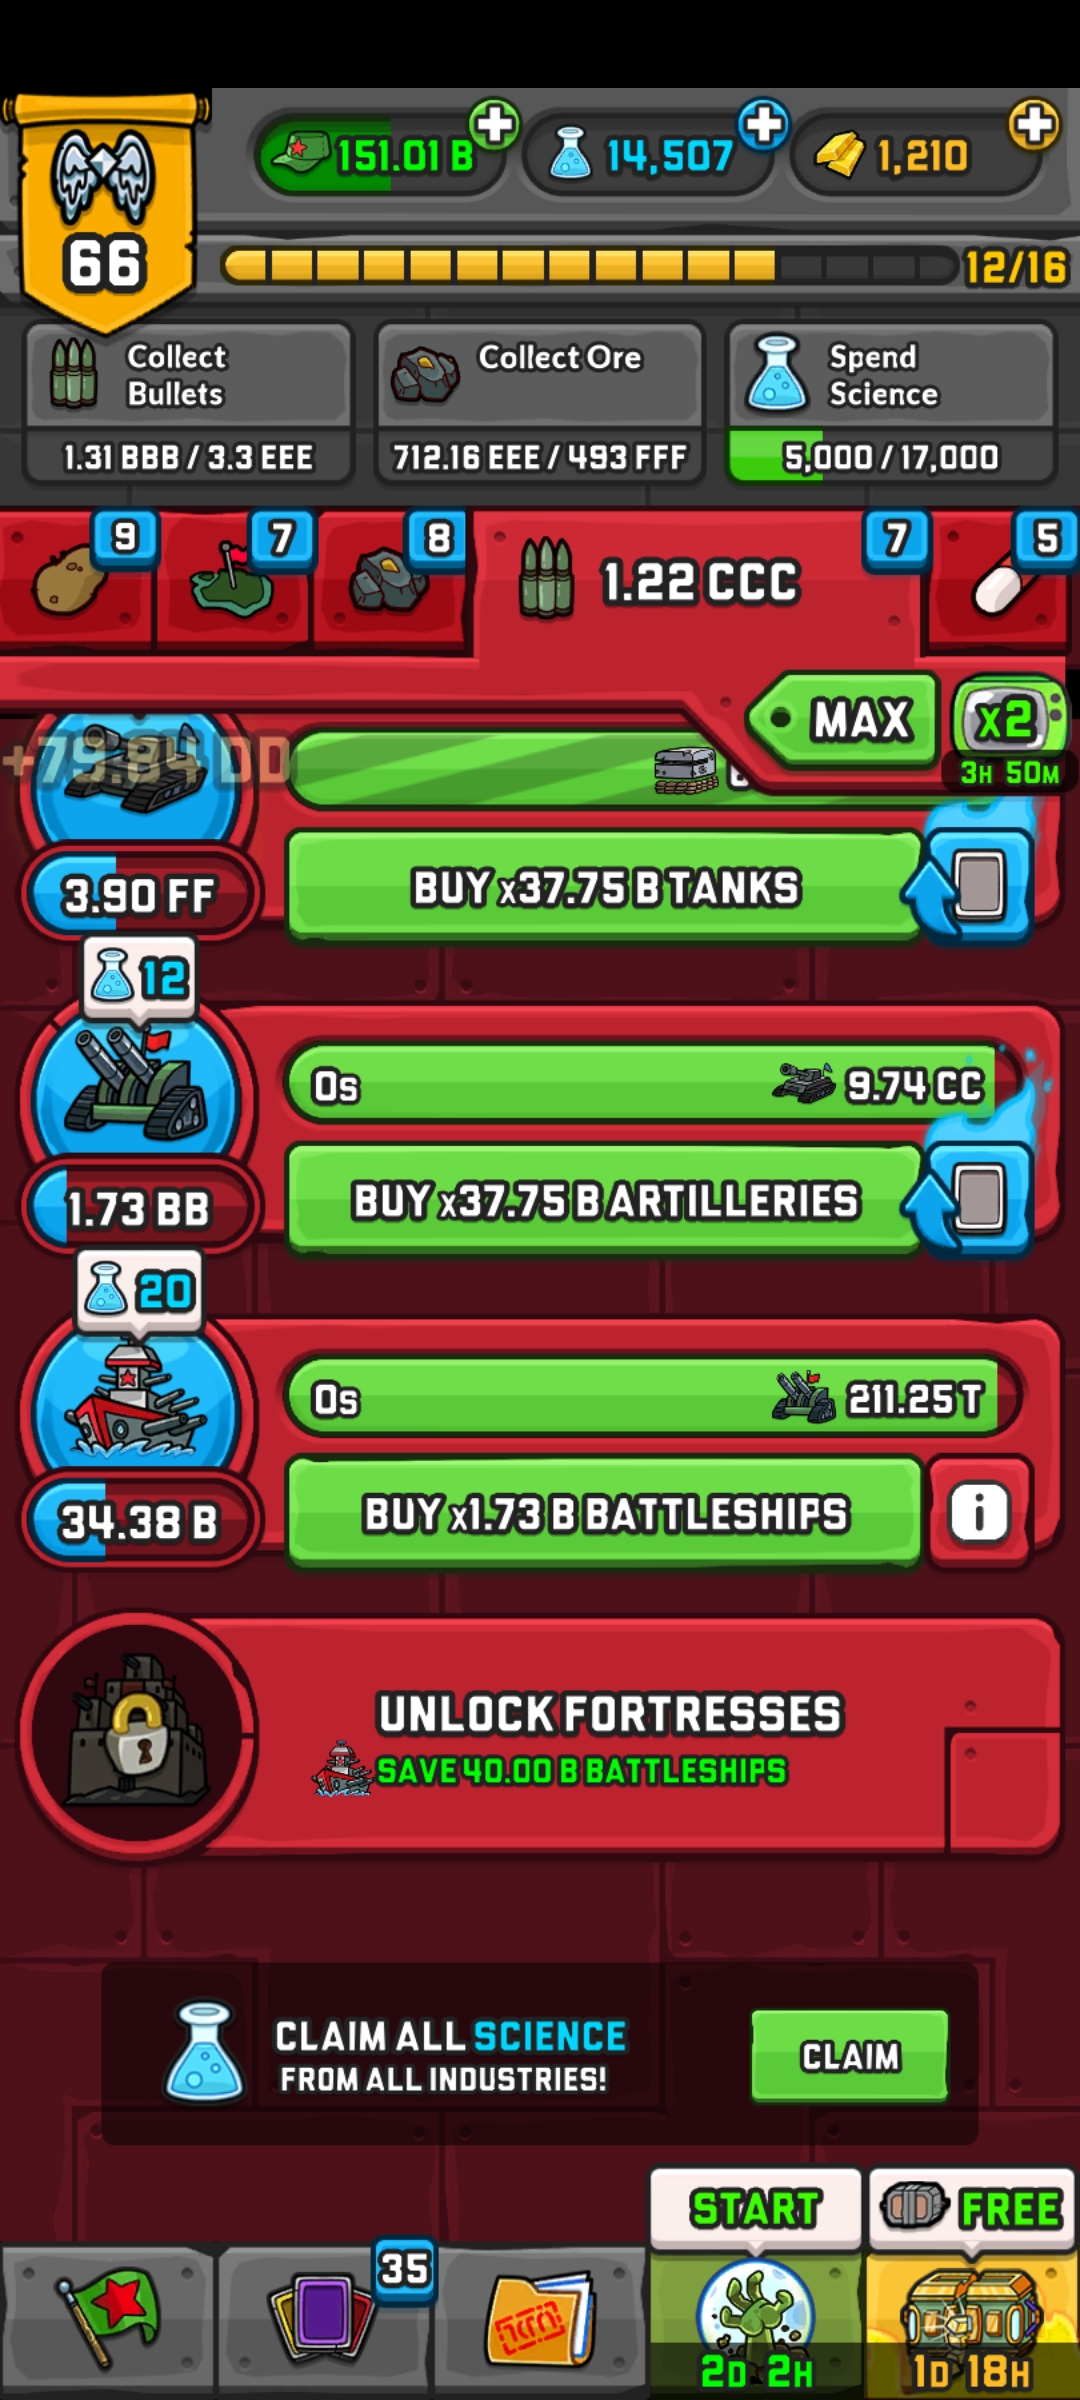 151.01 B
14,507
1,210
66
12/16
Collect
Bullets
Collect Ore
Spend
Science
1.31 BBB / 3.3 EEE
712.16 EEE / 493 FFF
5,000 / 17,000
9
7
8
1.22 CCC
7
5
MAX
x2
3H 50M
+79.84 DD
3.90 FF
BUY x37.75 B TANKS
12
0s
9.74 CC
1.73 BB
BUY x37.75 B ARTILLERIES
20
0s
211.25 T
34.38 B
BUY x1.73 B BATTLESHIPS
i
UNLOCK FORTRESSES
SAVE 40.00 B BATTLESHIPS
CLAIM ALL SCIENCE
FROM ALL INDUSTRIES!
CLAIM
START
FREE
35
2D 2H
1D 18H